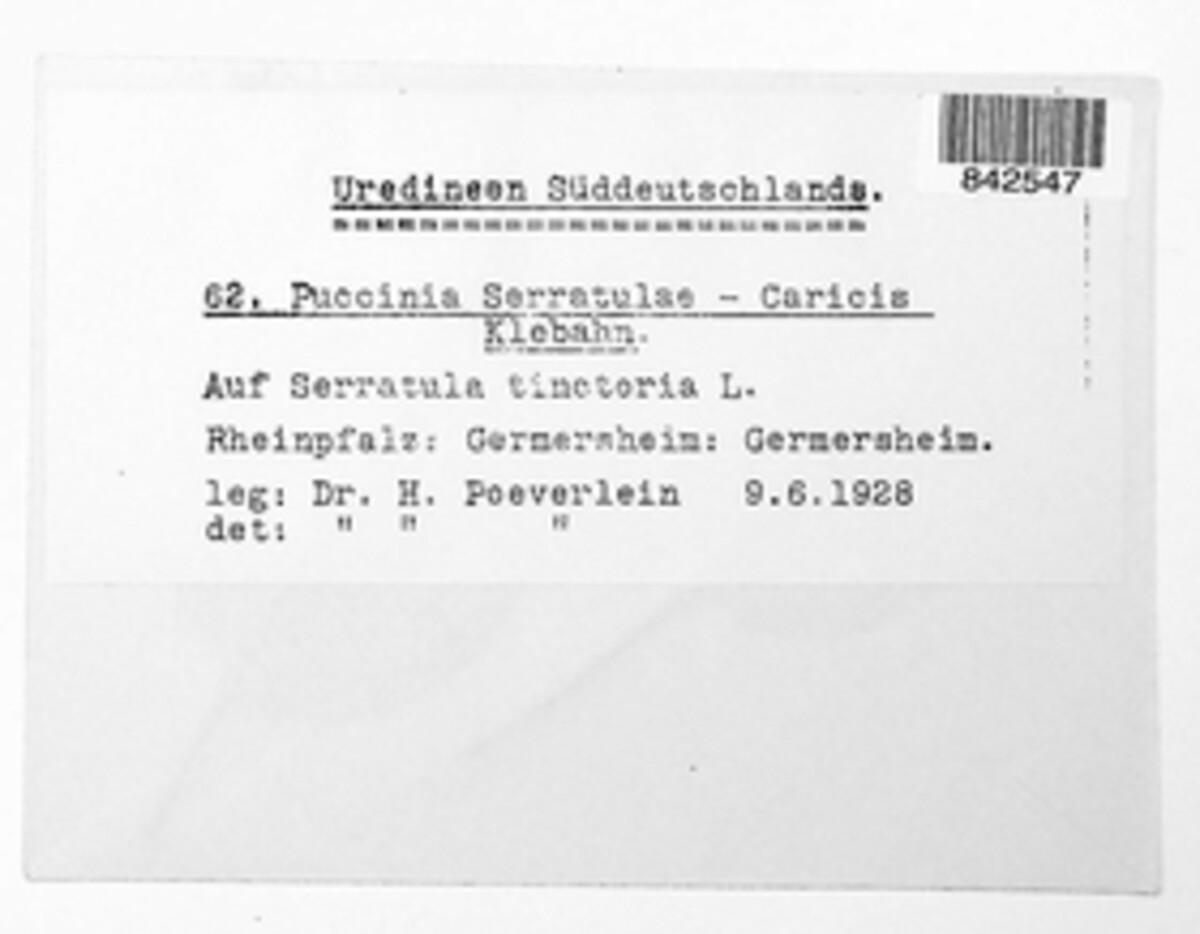 842547
Uredineen Süddeutschlands.
62. Puccinia Serratulae - Caricis
Klebahn.
Auf Serratula tinctoria L.
Rheinpfalz: Germersheim: Germersheim.
leg: Dr. H. Poeverlein 9.6.1928
det: " " "